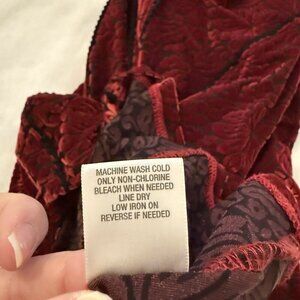 MACHINE WASH COLD
ONLY NON-CHLORINE
BLEACH WHEN NEEDED
LINE DRY
LOW IRON ON
REVERSE IF NEEDED